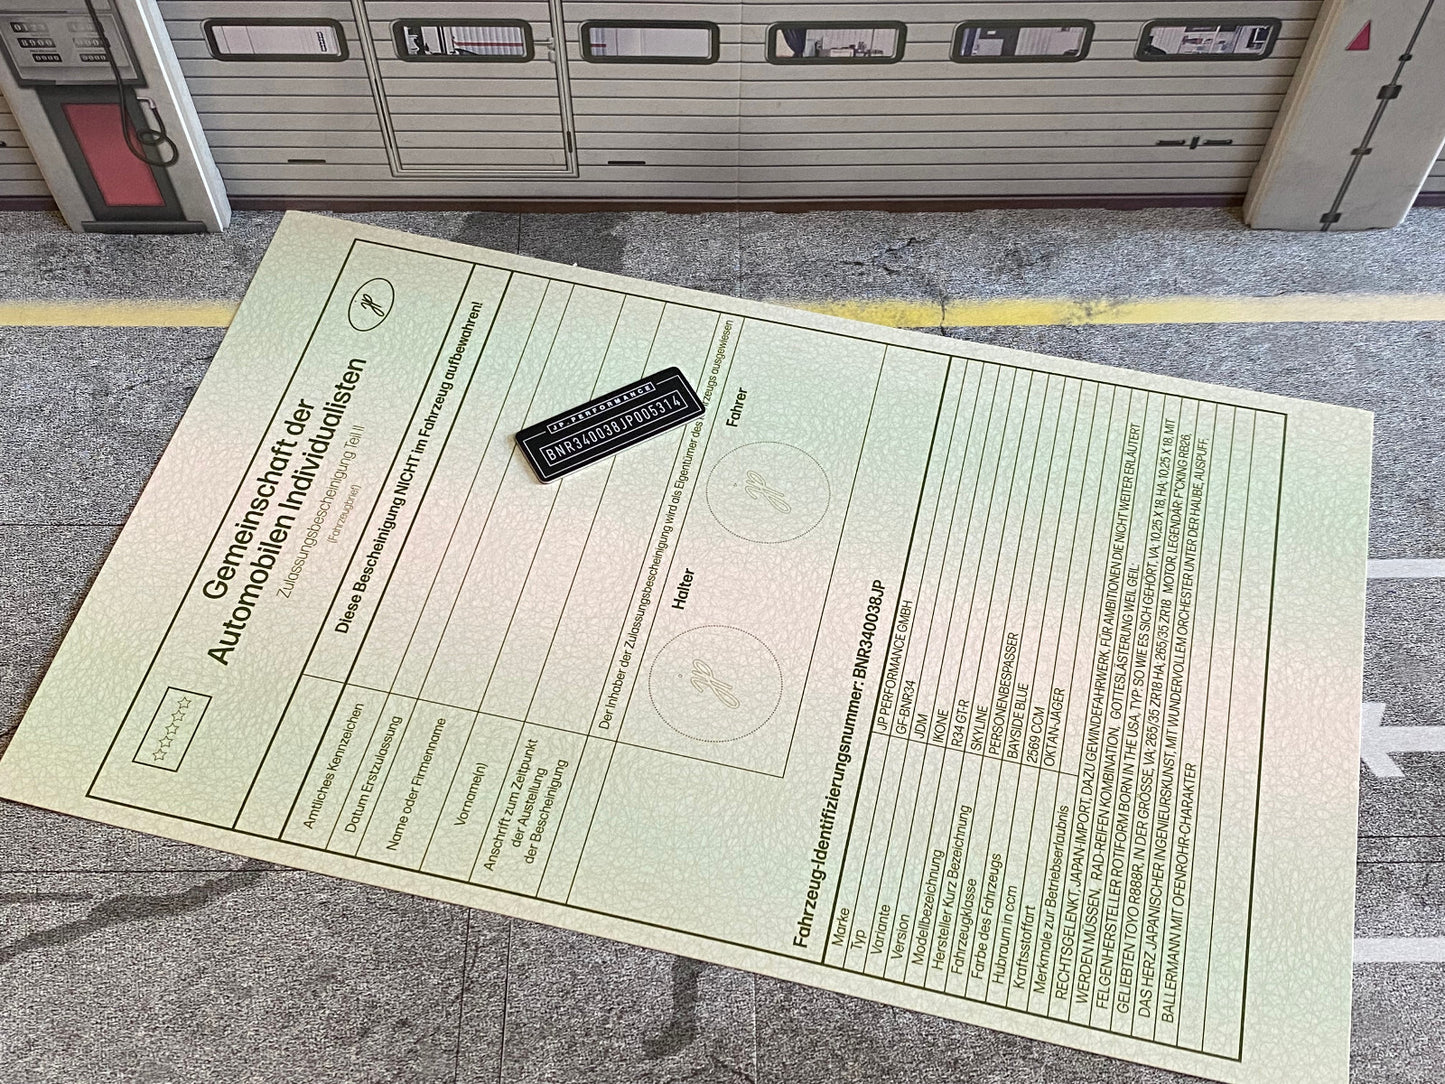 Gemeinschaft der
Automobilen Individualisten
Zulassungsbescheinigung Teil II
(Fahrzeugbrief)
jp
Diese Bescheinigung NICHT im Fahrzeug aufbewahren!
Amtliches Kennzeichen
Datum Erstzulassung
Name oder Firmenname
Vorname(n)
Anschrift zum Zeitpunkt
der Austellung
der Bescheinigung
JP.PERFORMANCE
BNR340038JP005314
Der Inhaber der Zulassungsbescheinigung wird als Eigentümer des Fahrzeugs ausgewiesen
Halter
Fahrer
jp
jp
Fahrzeug-Identifizierungsnummer: BNR340038JP
Marke JP PERFORMANCE GMBH
Typ GF-BNR34
Variante JDM
Version IKONE
Modellbezeichnung R34 GT-R
Hersteller Kurz Bezeichnung SKYLINE
Fahrzeugklasse PERSONENBESPASSER
Farbe des Fahrzeugs BAYSIDE BLUE
Hubraum in ccm 2569 CCM
Kraftstoffart OKTAN-JAGER
Merkmale zur Betriebserlaubnis
RECHTSGELENKT, JAPAN-IMPORT, DAZU GEWINDEFAHRWERK, FÜR AMBITIONEN DIE NICHT WEITER ERLÄUTERT
WERDEN MÜSSEN. RAD-REIFEN KOMBINATION, GOTTESLÄSTERUNG WEIL GEIL:
FELGENHERSTELLER ROTIFORM BORN IN THE USA, TYP: SO WIE ES SICH GEHÖRT, VA: 10,25 X 18, HA: 10,25 X 18, MIT
GELIEBTEN TOYO R888R, IN DER GRÖSSE, VA: 265/35 ZR18 HA: 265/35 ZR18 MOTOR, LEGENDÄR: F*CKING RB26
DAS HERZ JAPANISCHER INGENIEURSKUNST MIT WUNDERVOLLEM ORCHESTER UNTER DER HAUBE, AUSPUFF:
BALLERMANN MIT OFENROHR-CHARAKTER